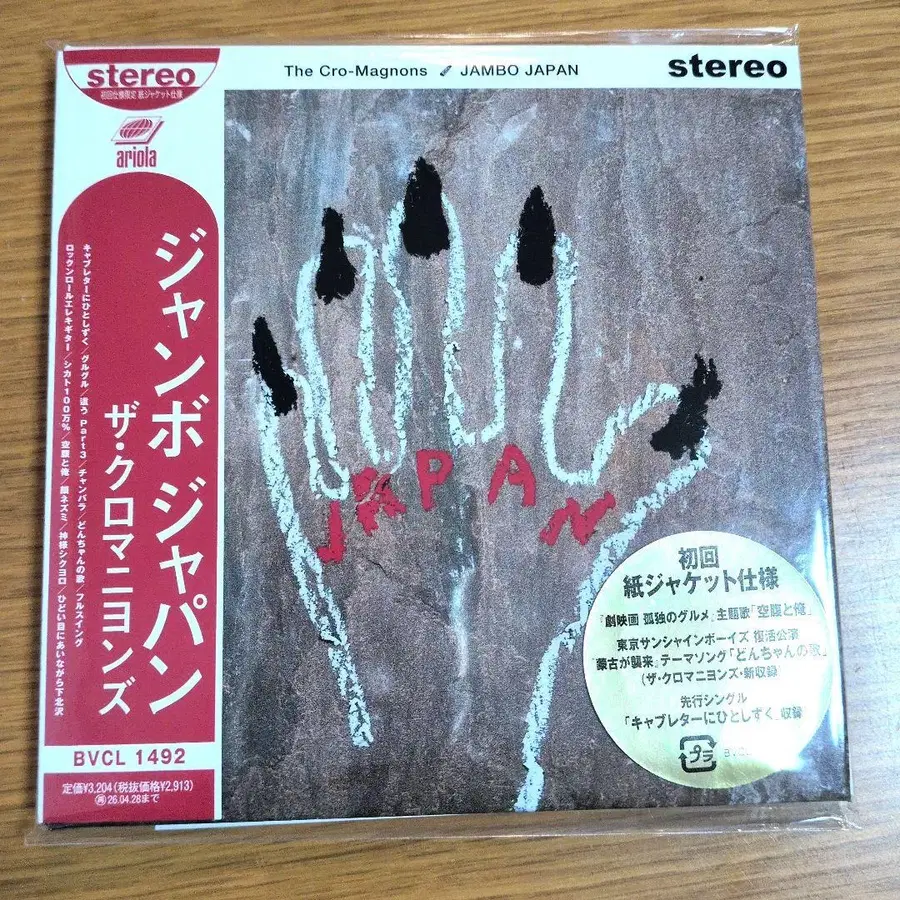 stereo
初回仕様限定 紙ジャケット仕様
ariola
ジャンボ ジャパン
ザ・クロマニヨンズ
キャブレターにひとしずく/グルグル/這う Part3/チャンバラ/どんちゃんの歌/フルスイング
ロックンロールエレキギター/シカト100万%/空腹と俺/顔ネズミ/神様シクヨロ/ひどい目にあいながら下北沢
BVCL 1492
定価¥3,204(税抜価格¥2,913)
再 26.04.28まで
The Cro-Magnons JAMBO JAPAN
stereo
JAPAN
初回
紙ジャケット仕様
『劇映画 孤独のグルメ』主題歌「空腹と俺」
東京サンシャインボーイズ 復活公演
『蒙古が襲来』テーマソング「どんちゃんの歌」
(ザ・クロマニヨンズ・新収録)
先行シングル
「キャブレターにひとしずく」収録
プラ
BVCL